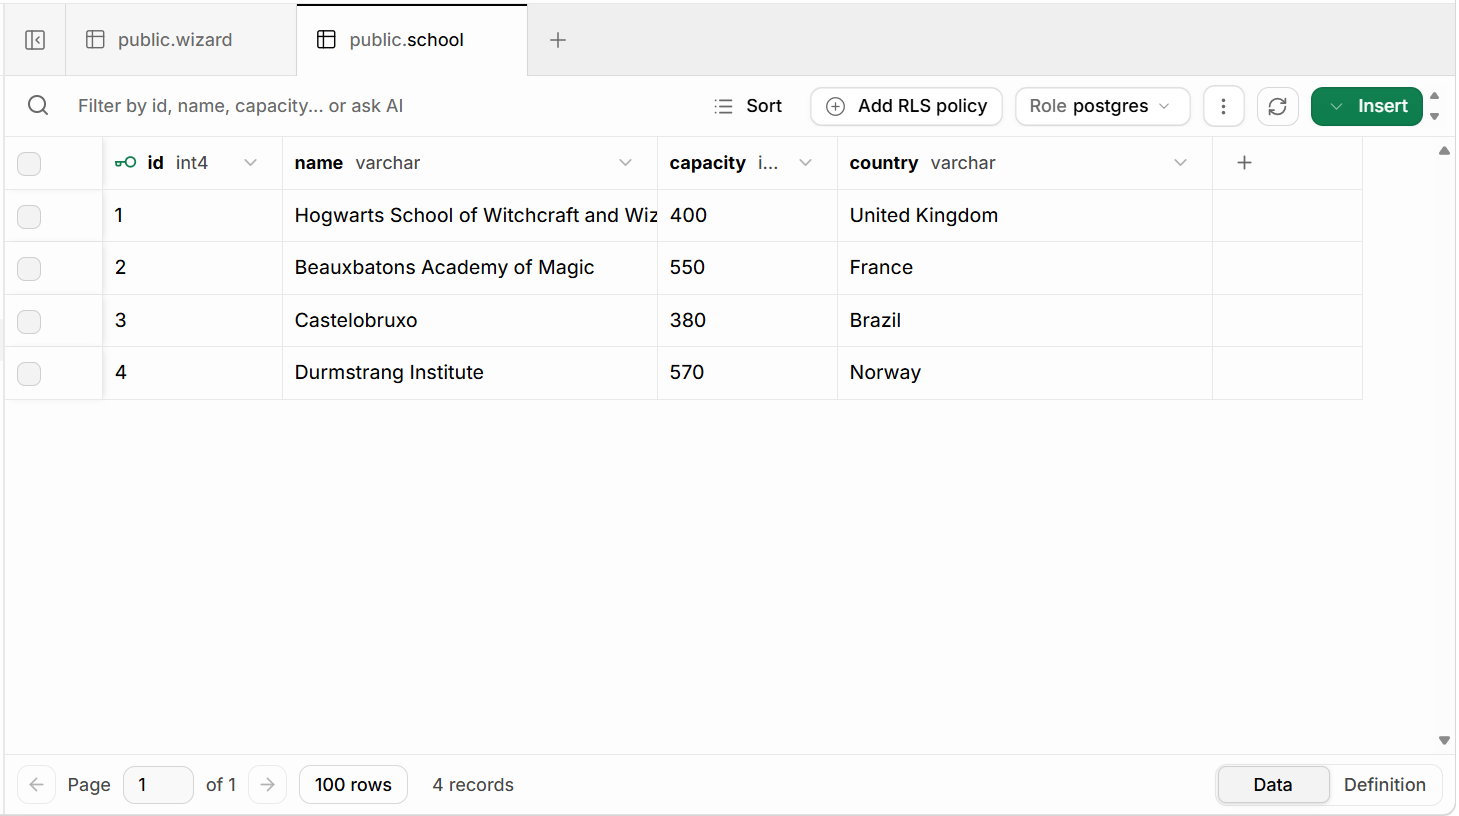 public.wizard public.school
Filter by id, name, capacity... or ask AI Sort Add RLS policy Role postgres Insert
id int4 name varchar capacity i... country varchar
1 Hogwarts School of Witchcraft and Wiz 400 United Kingdom
2 Beauxbatons Academy of Magic 550 France
3 Castelobruxo 380 Brazil
4 Durmstrang Institute 570 Norway
Page 1 of 1 100 rows 4 records Data Definition